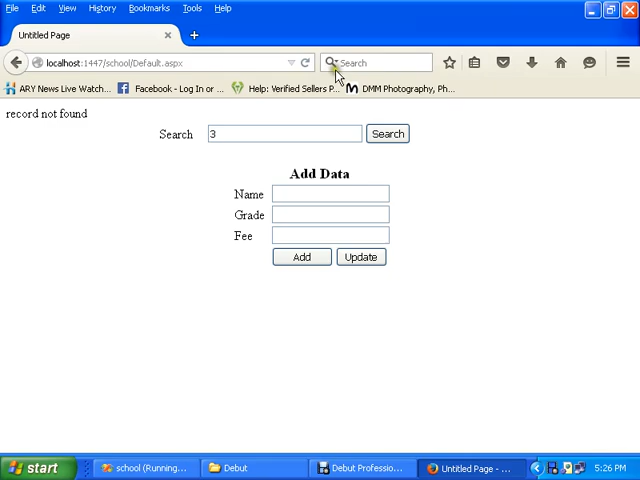 File Edit View History Bookmarks Tools Help
Untitled Page
localhost:1447/school/Default.aspx Search
ARY News Live Watch... Facebook - Log In or ... Help: Verified Sellers P... DMM Photography, Ph...
record not found
Search 3 Search
Add Data
Name
Grade
Fee
Add Update
start school (Running... Debut Debut Professio... Untitled Page - ... 5:26 PM